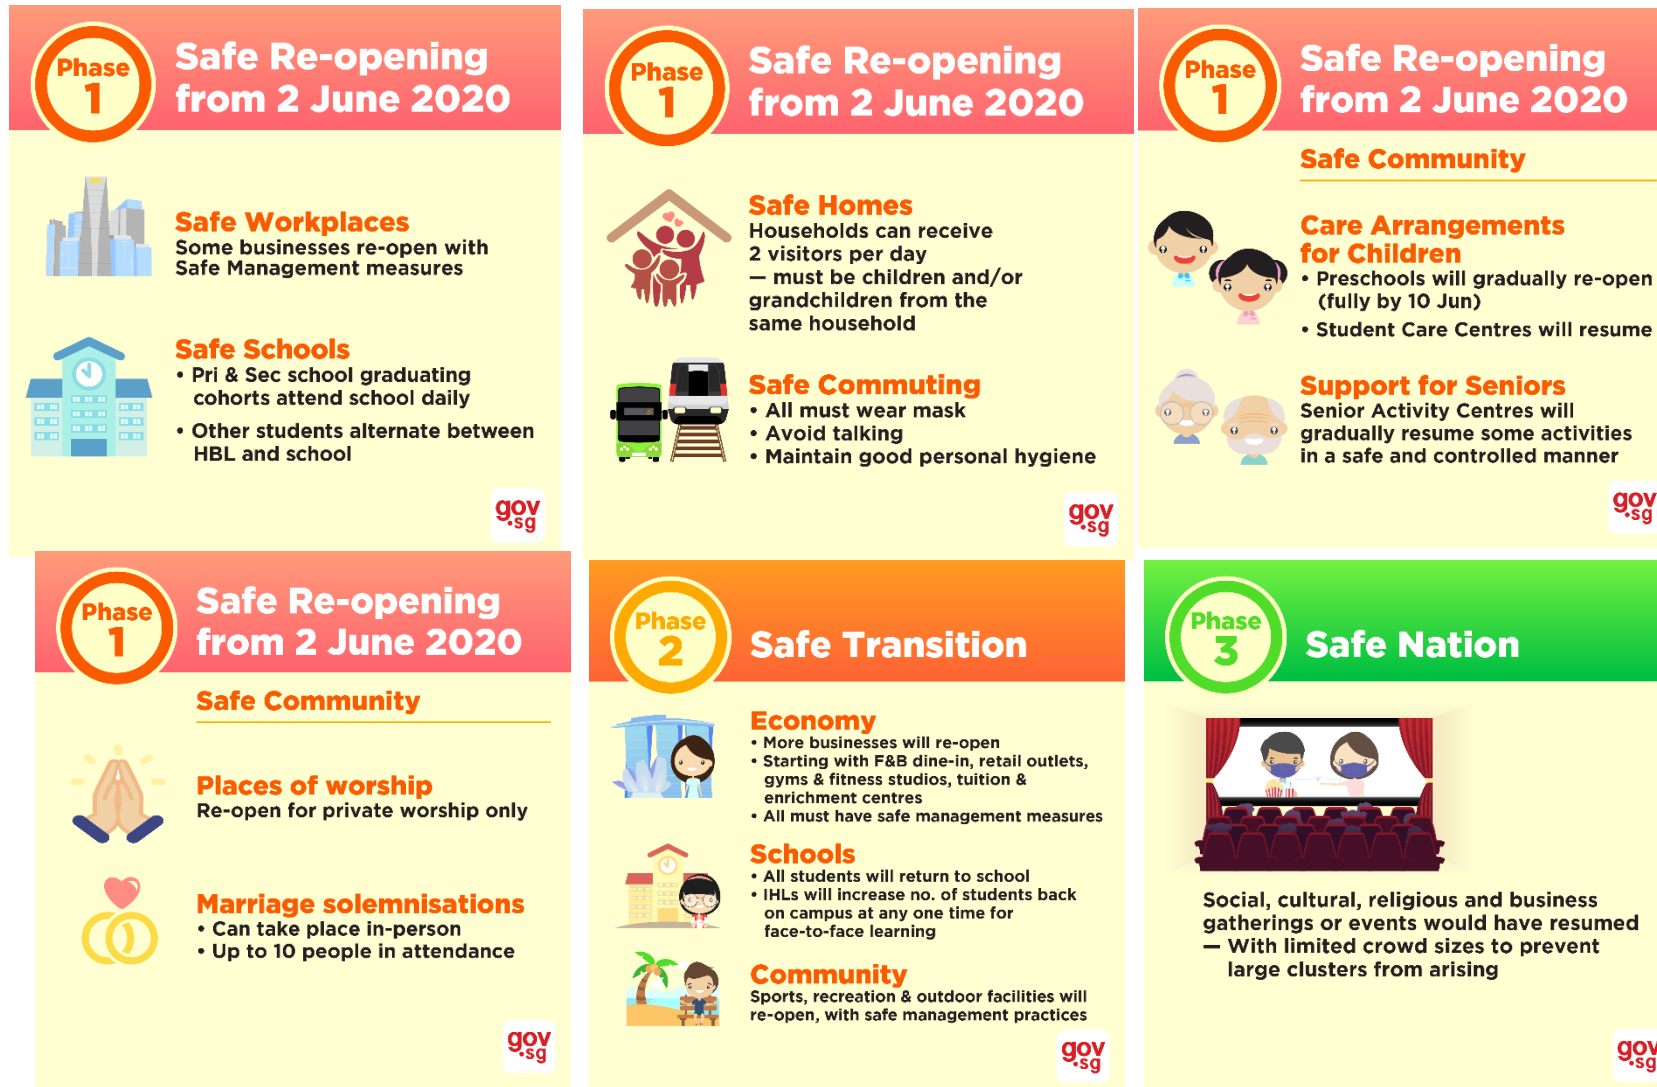 Phase
1
Safe Re-opening
from 2 June 2020
Safe Workplaces
Some businesses re-open with
Safe Management measures
Safe Schools
• Pri & Sec school graduating
cohorts attend school daily
• Other students alternate between
HBL and school
gov
.sg
Phase
1
Safe Re-opening
from 2 June 2020
Safe Homes
Households can receive
2 visitors per day
— must be children and/or
grandchildren from the
same household
Safe Commuting
• All must wear mask
• Avoid talking
• Maintain good personal hygiene
gov
.sg
Phase
1
Safe Re-opening
from 2 June 2020
Safe Community
Care Arrangements
for Children
• Preschools will gradually re-open
(fully by 10 Jun)
• Student Care Centres will resume
Support for Seniors
Senior Activity Centres will
gradually resume some activities
in a safe and controlled manner
gov
.sg
Phase
1
Safe Re-opening
from 2 June 2020
Safe Community
Places of worship
Re-open for private worship only
Marriage solemnisations
• Can take place in-person
• Up to 10 people in attendance
gov
.sg
Phase
2
Safe Transition
Economy
• More businesses will re-open
• Starting with F&B dine-in, retail outlets,
gyms & fitness studios, tuition &
enrichment centres
• All must have safe management measures
Schools
• All students will return to school
• IHLs will increase no. of students back
on campus at any one time for
face-to-face learning
Community
Sports, recreation & outdoor facilities will
re-open, with safe management practices
gov
.sg
Phase
3
Safe Nation
Social, cultural, religious and business
gatherings or events would have resumed
— With limited crowd sizes to prevent
large clusters from arising
gov
.sg